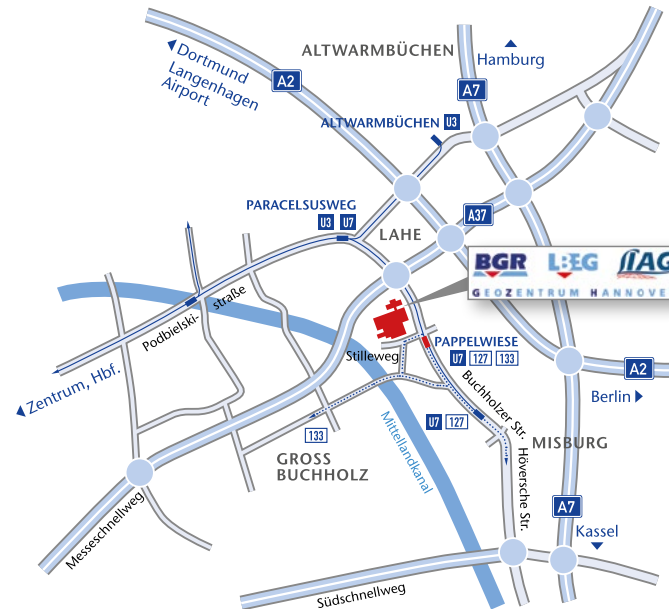 ALTWARMBÜCHEN
Dortmund
Langenhagen
Airport
A2
Hamburg
A7
ALTWARMBÜCHEN U3
PARACELSUSWEG
U3 U7
A37
LAHE
BGR LBEG LIAG
GEOZENTRUM HANNOVE
Podbielski-
straße
Stilleweg
PAPPELWIESE
U7 127 133
Zentrum, Hbf.
A2
Berlin
Buchholzer Str.
U7 127
133
GROSS
BUCHHOLZ
Mittellandkanal
MISBURG
Höversche Str.
Messeschnellweg
A7
Kassel
Südschnellweg